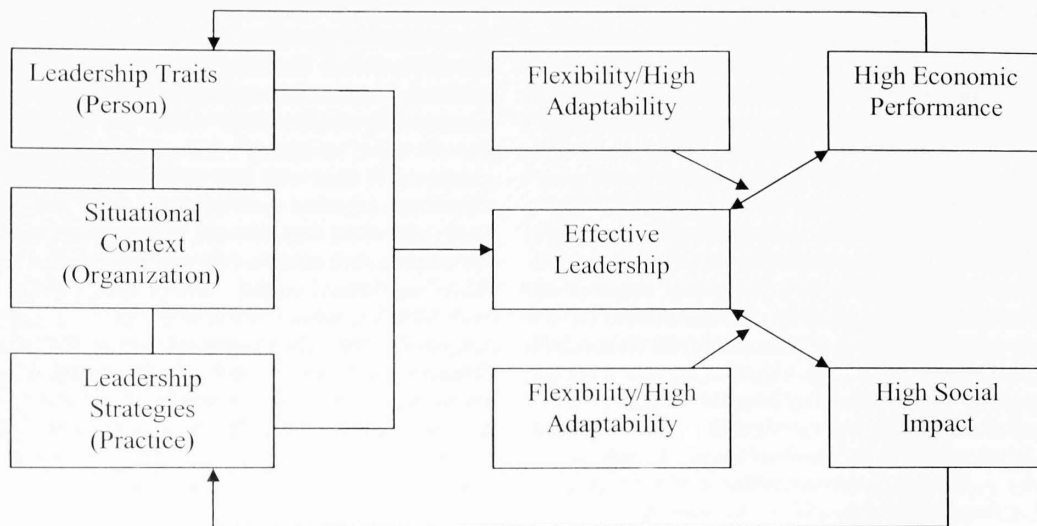 Leadership Traits
(Person)
Flexibility/High
Adaptability
High Economic
Performance
Situational
Context
(Organization)
Effective
Leadership
Leadership
Strategies
(Practice)
Flexibility/High
Adaptability
High Social
Impact